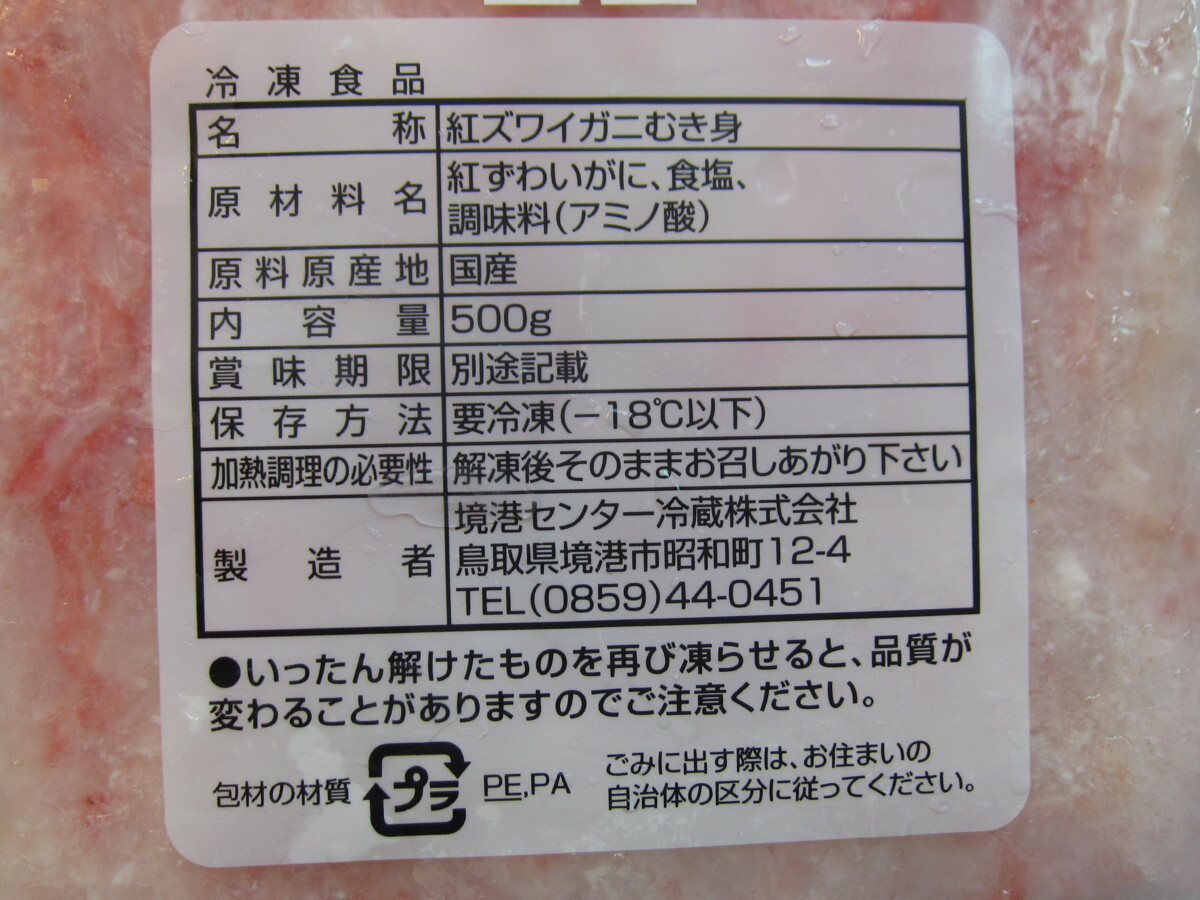 冷凍食品
名称 紅ズワイガニむき身
原材料名 紅ずわいがに、食塩、
調味料(アミノ酸)
原料原産地 国産
内容量 500g
賞味期限 別途記載
保存方法 要冷凍(−18℃以下)
加熱調理の必要性 解凍後そのままお召しあがり下さい
製造者 境港センター冷蔵株式会社
鳥取県境港市昭和町12-4
TEL(0859)44-0451
●いったん解けたものを再び凍らせると、品質が
変わることがありますのでご注意ください。
包材の材質 プラ PE,PA
ごみに出す際は、お住まいの
自治体の区分に従ってください。